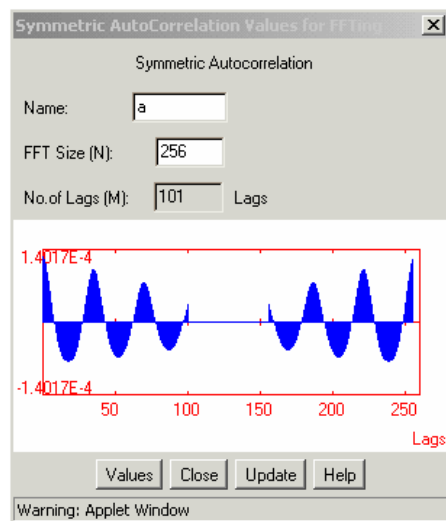 Symmetric AutoCorrelation Values for FFTing
Symmetric Autocorrelation
Name: a
FFT Size (N): 256
No.of Lags (M): 101 Lags
1.4017E-4
-1.4017E-4
50 100 150 200 250
Lags
Values Close Update Help
Warning: Applet Window